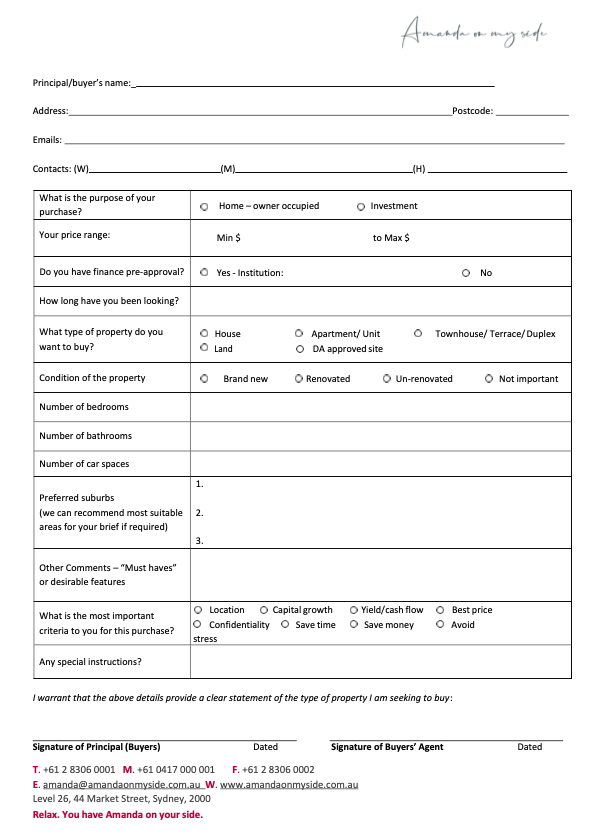 Amanda on my side
Principal/buyer's name:_
Address: Postcode:
Emails:
Contacts: (W) (M) (H)
What is the purpose of your purchase? Home – owner occupied Investment
Your price range: Min $ to Max $
Do you have finance pre-approval? Yes - Institution: No
How long have you been looking?
What type of property do you want to buy? House Apartment/ Unit Townhouse/ Terrace/ Duplex
Land DA approved site
Condition of the property Brand new Renovated Un-renovated Not important
Number of bedrooms
Number of bathrooms
Number of car spaces
Preferred suburbs
(we can recommend most suitable
areas for your brief if required)
1.
2.
3.
Other Comments – “Must haves”
or desirable features
What is the most important
criteria to you for this purchase?
Location Capital growth Yield/cash flow Best price
Confidentiality Save time Save money Avoid
stress
Any special instructions?
I warrant that the above details provide a clear statement of the type of property I am seeking to buy:
Signature of Principal (Buyers) Dated Signature of Buyers' Agent Dated
T. +61 2 8306 0001 M. +61 0417 000 001 F. +61 2 8306 0002
E. amanda@amandaonmyside.com.au W. www.amandaonmyside.com.au
Level 26, 44 Market Street, Sydney, 2000
Relax. You have Amanda on your side.